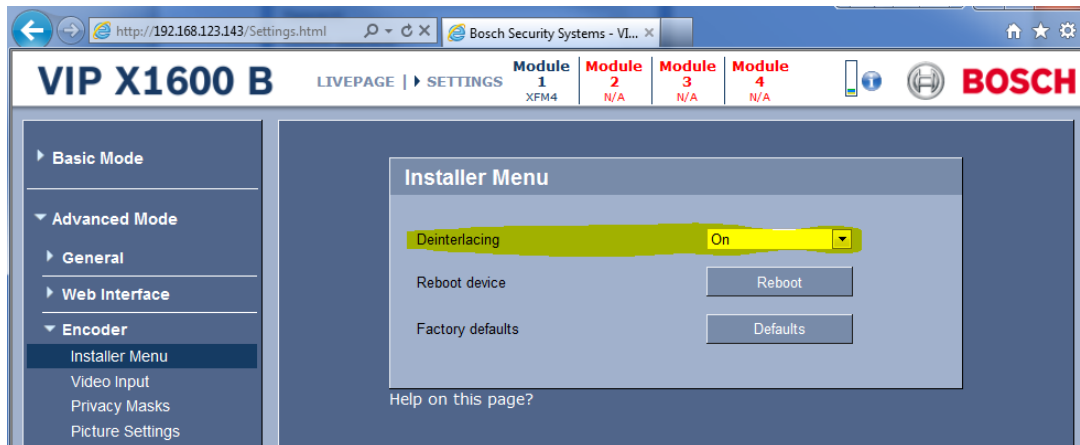 http://192.168.123.143/Settings.html
Bosch Security Systems - VI...
VIP X1600 B
LIVEPAGE | SETTINGS
Module 1 XFM4
Module 2 N/A
Module 3 N/A
Module 4 N/A
BOSCH
Basic Mode
Advanced Mode
General
Web Interface
Encoder
Installer Menu
Video Input
Privacy Masks
Picture Settings
Installer Menu
Deinterlacing On
Reboot device Reboot
Factory defaults Defaults
Help on this page?